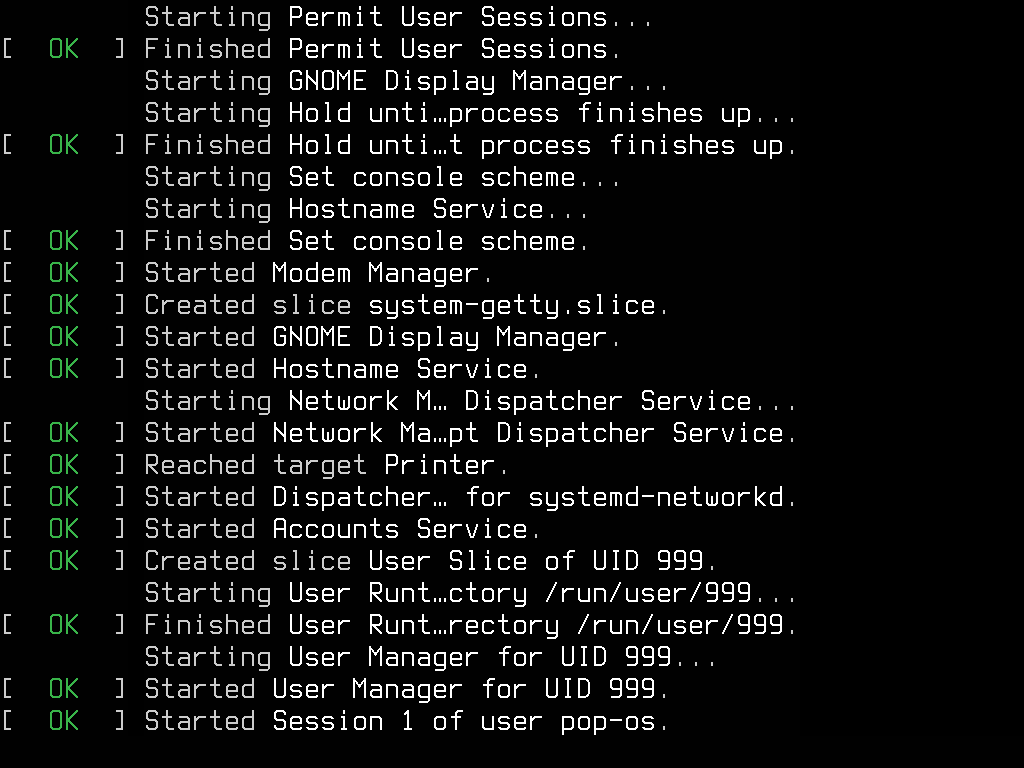 Starting Permit User Sessions...
[  OK  ] Finished Permit User Sessions.
Starting GNOME Display Manager...
Starting Hold unti…process finishes up...
[  OK  ] Finished Hold unti…t process finishes up.
Starting Set console scheme...
Starting Hostname Service...
[  OK  ] Finished Set console scheme.
[  OK  ] Started Modem Manager.
[  OK  ] Created slice system-getty.slice.
[  OK  ] Started GNOME Display Manager.
[  OK  ] Started Hostname Service.
Starting Network M… Dispatcher Service...
[  OK  ] Started Network Ma…pt Dispatcher Service.
[  OK  ] Reached target Printer.
[  OK  ] Started Dispatcher… for systemd-networkd.
[  OK  ] Started Accounts Service.
[  OK  ] Created slice User Slice of UID 999.
Starting User Runt…ctory /run/user/999...
[  OK  ] Finished User Runt…rectory /run/user/999.
Starting User Manager for UID 999...
[  OK  ] Started User Manager for UID 999.
[  OK  ] Started Session 1 of user pop-os.